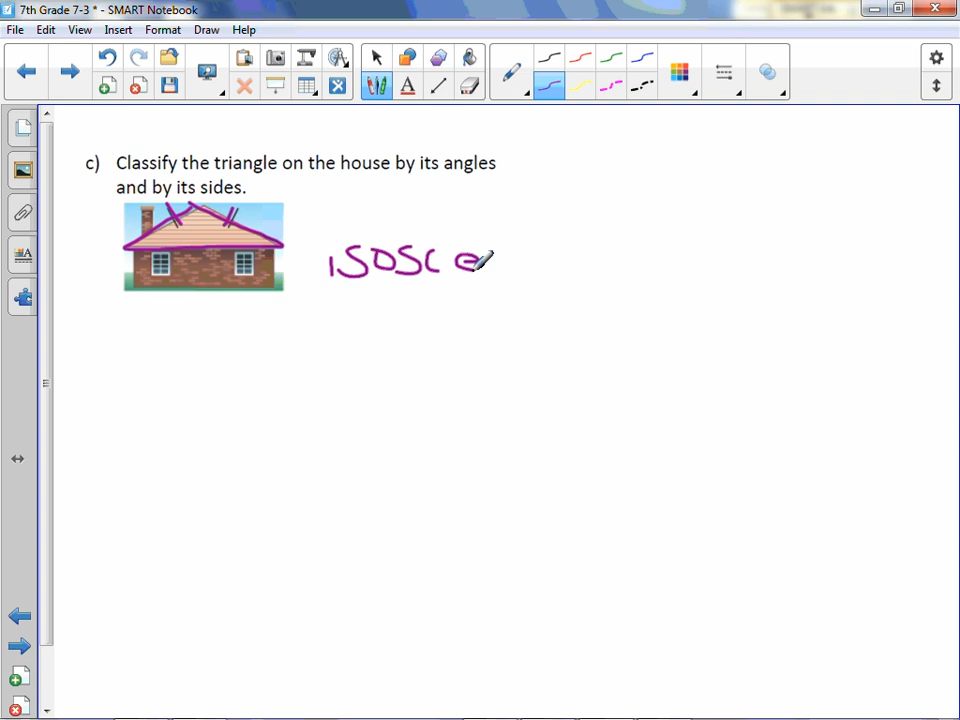 7th Grade 7-3 * - SMART Notebook
File Edit View Insert Format Draw Help
c) Classify the triangle on the house by its angles
and by its sides.
ısosce